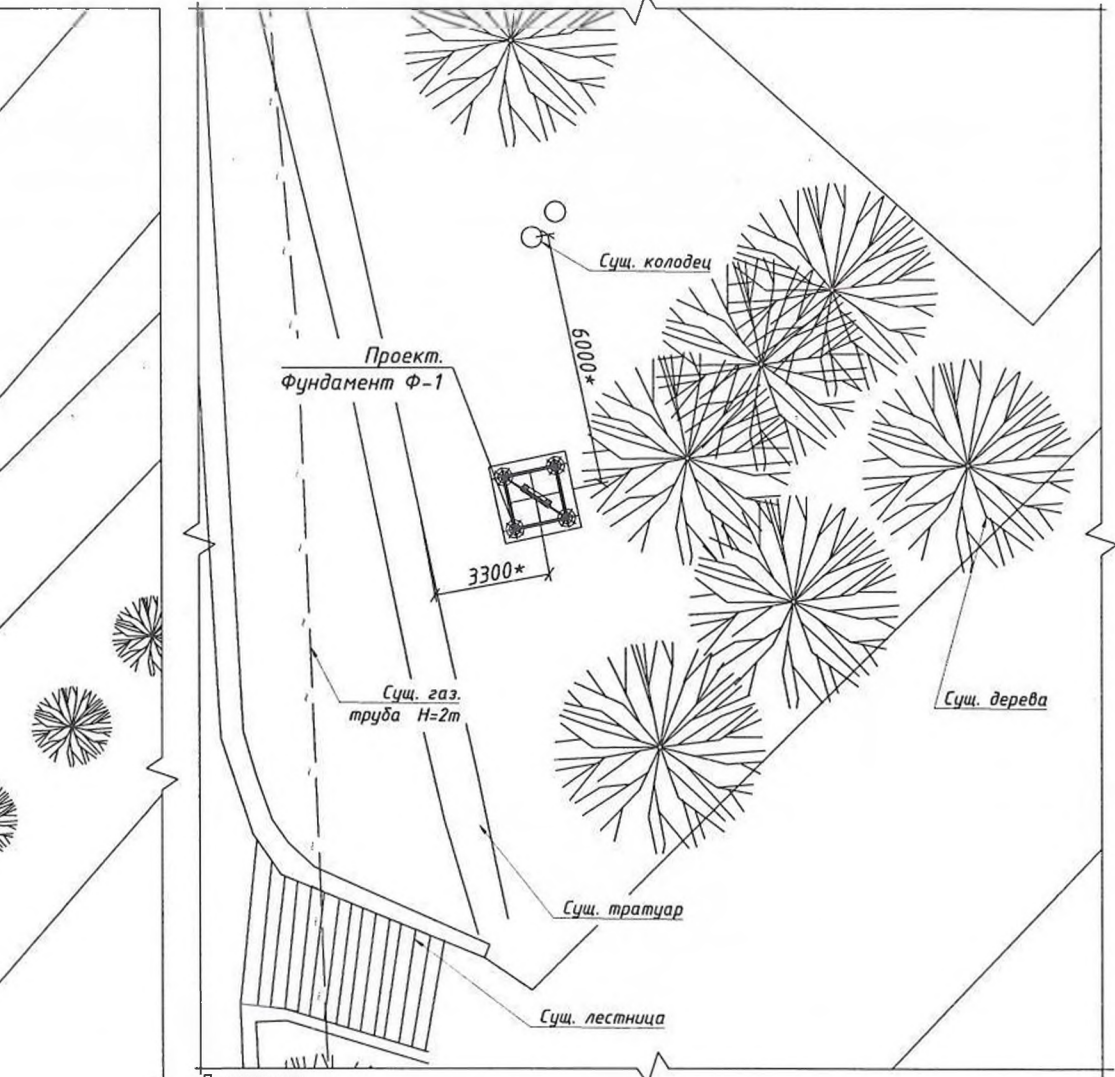 Сущ. колодец
6000*
Проект.
Фундамент Ф-1
3300*
Сущ. газ.
труба Н=2m
Сущ. дерева
Сущ. тратуар
Сущ. лестница